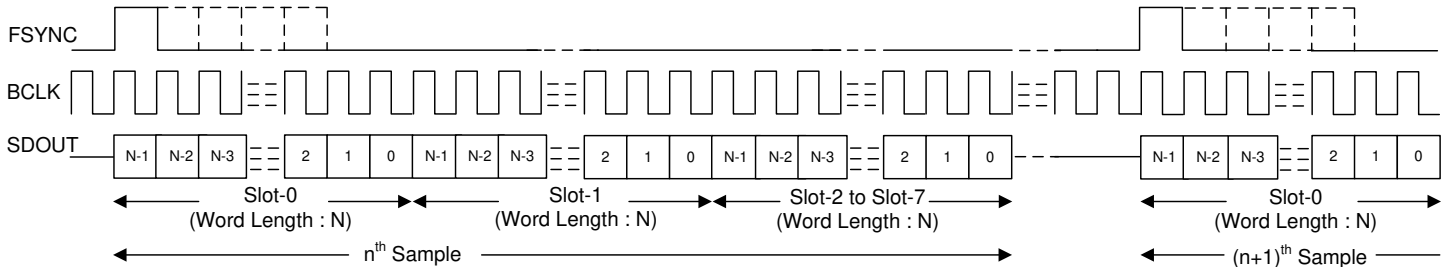 FSYNC
BCLK
SDOUT
N-1 N-2 N-3 2 1 0 N-1 N-2 N-3 2 1 0 N-1 N-2 N-3 2 1 0 N-1 N-2 N-3 2 1 0
Slot-0 Slot-1 Slot-2 to Slot-7 Slot-0
(Word Length : N) (Word Length : N) (Word Length : N) (Word Length : N)
nth Sample (n+1)th Sample